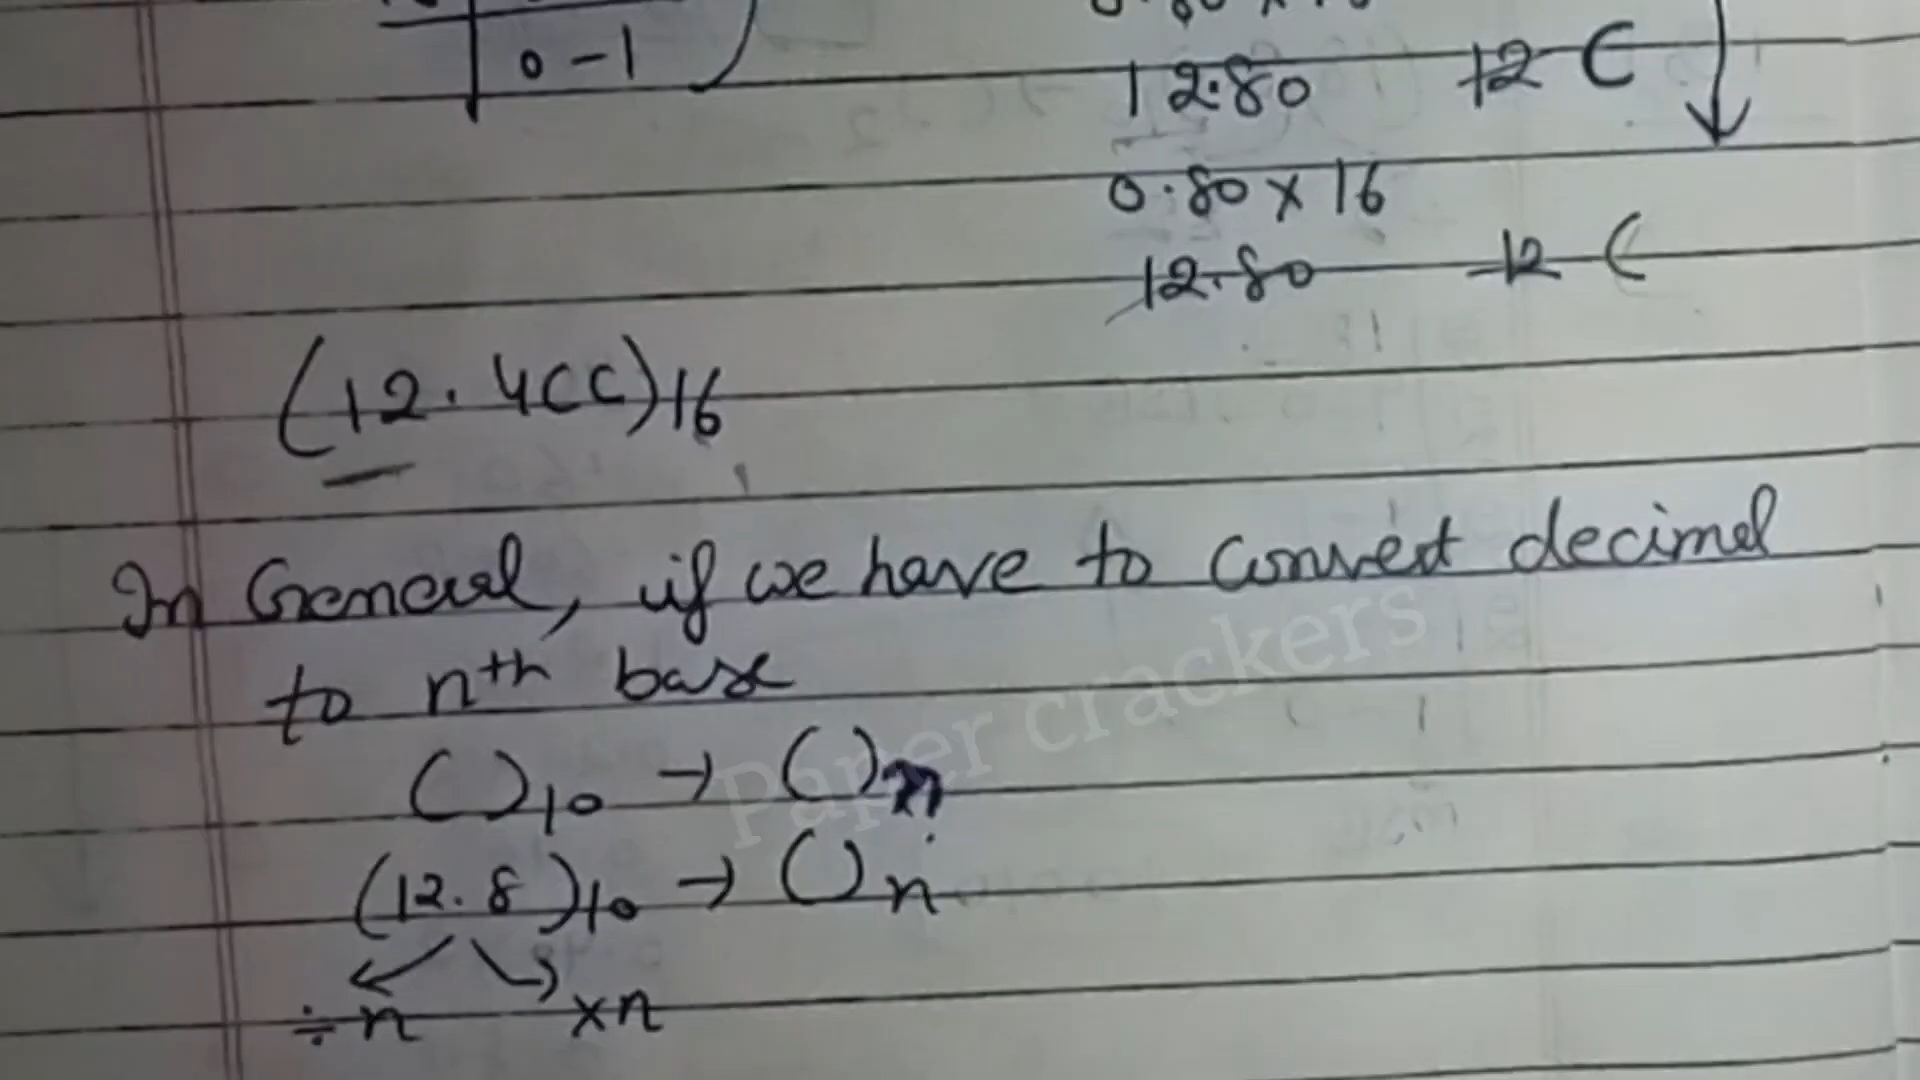 0-1
12.80 12 C
0.80 x 16
12.80 12 C
(12.4CC)16
In General, if we have to convert decimal
to nth base
( )10 → ( )n
(12.8)10 → ( )n
÷n xn
Paper crackers